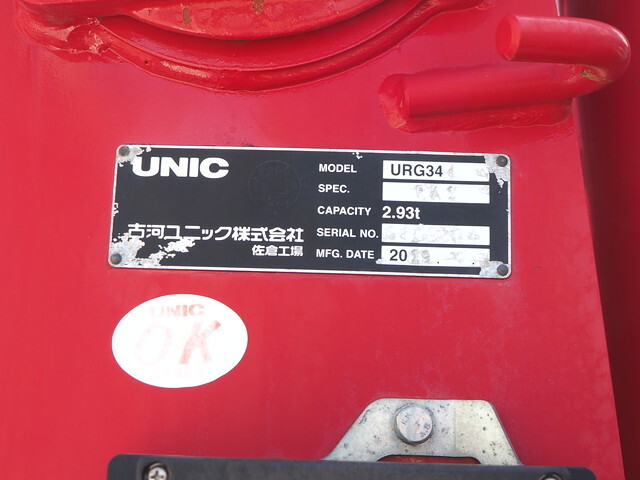 UNIC
MODEL URG34
SPEC.
CAPACITY 2.93t
古河ユニック株式会社
SERIAL NO.
佐倉工場
MFG. DATE 20
UNIC
OK